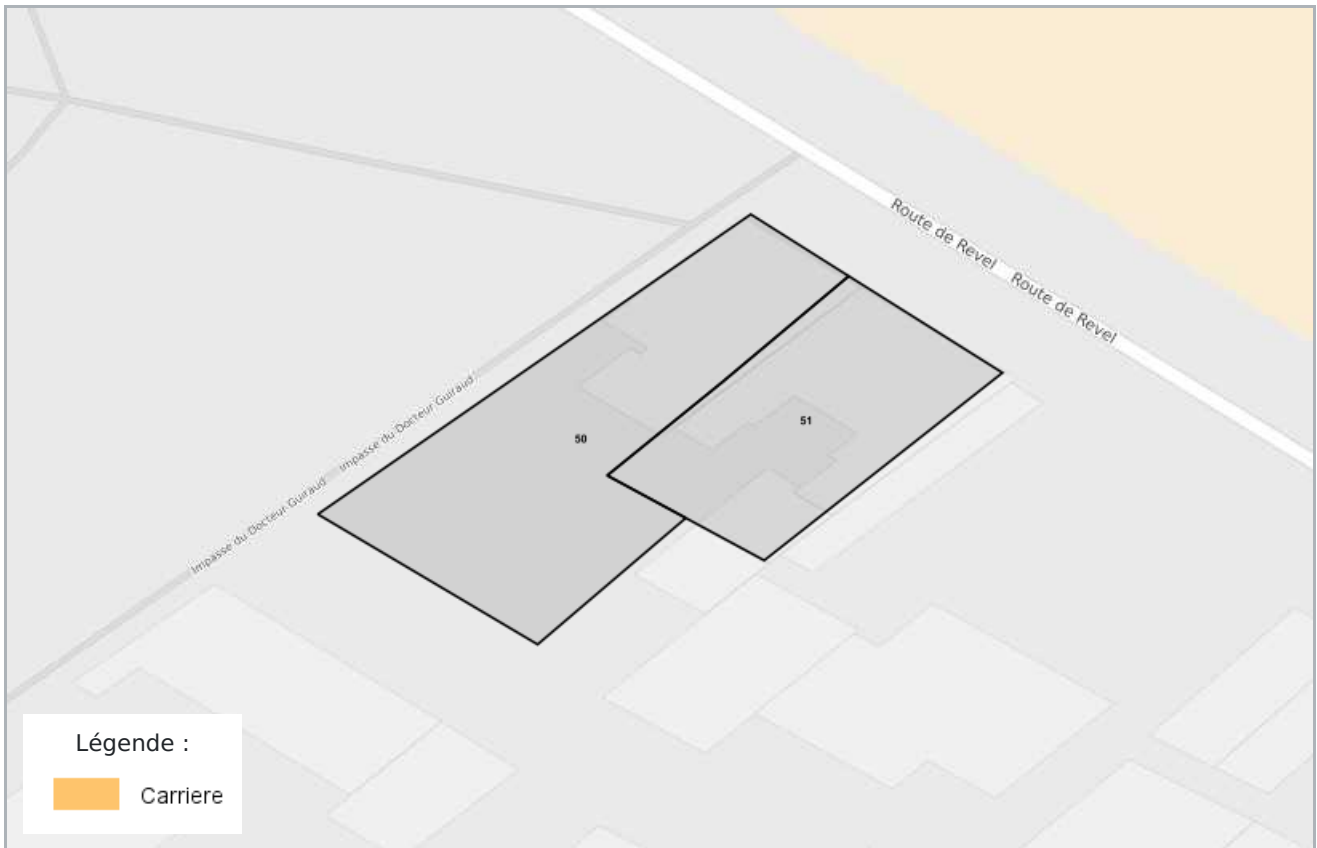 Route de Revel
Route de Revel
Impasse du Docteur Guiraud
Impasse du Docteur Guiraud
50
51
Légende :
Carriere